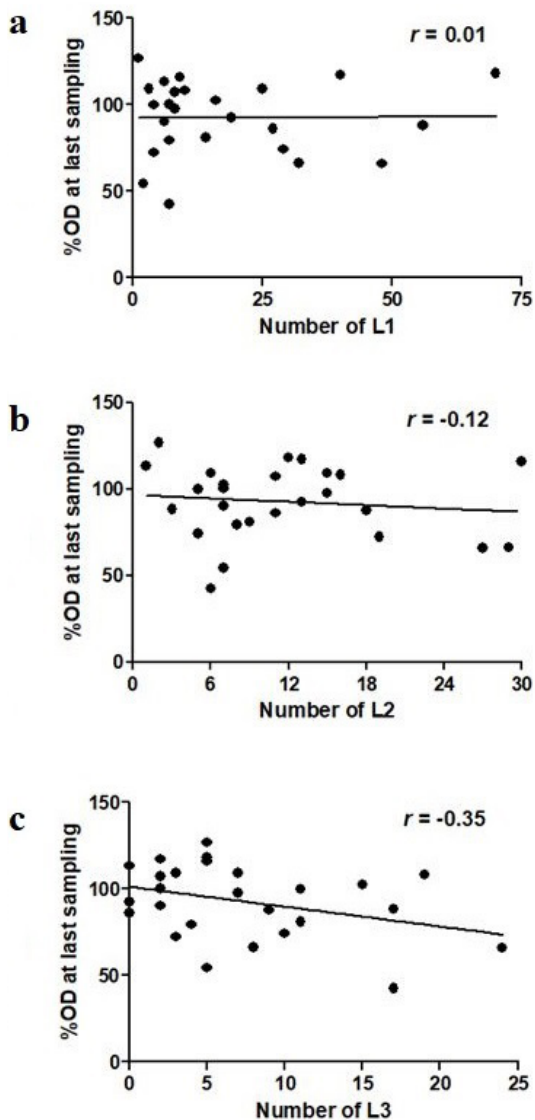 a
r = 0.01
%OD at last sampling
150
100
50
0
0
25
50
75
Number of L1
b
r = -0.12
%OD at last sampling
150
100
50
0
6
12
18
24
30
Number of L2
c
r = -0.35
%OD at last sampling
150
100
50
0
0
5
10
15
20
25
Number of L3